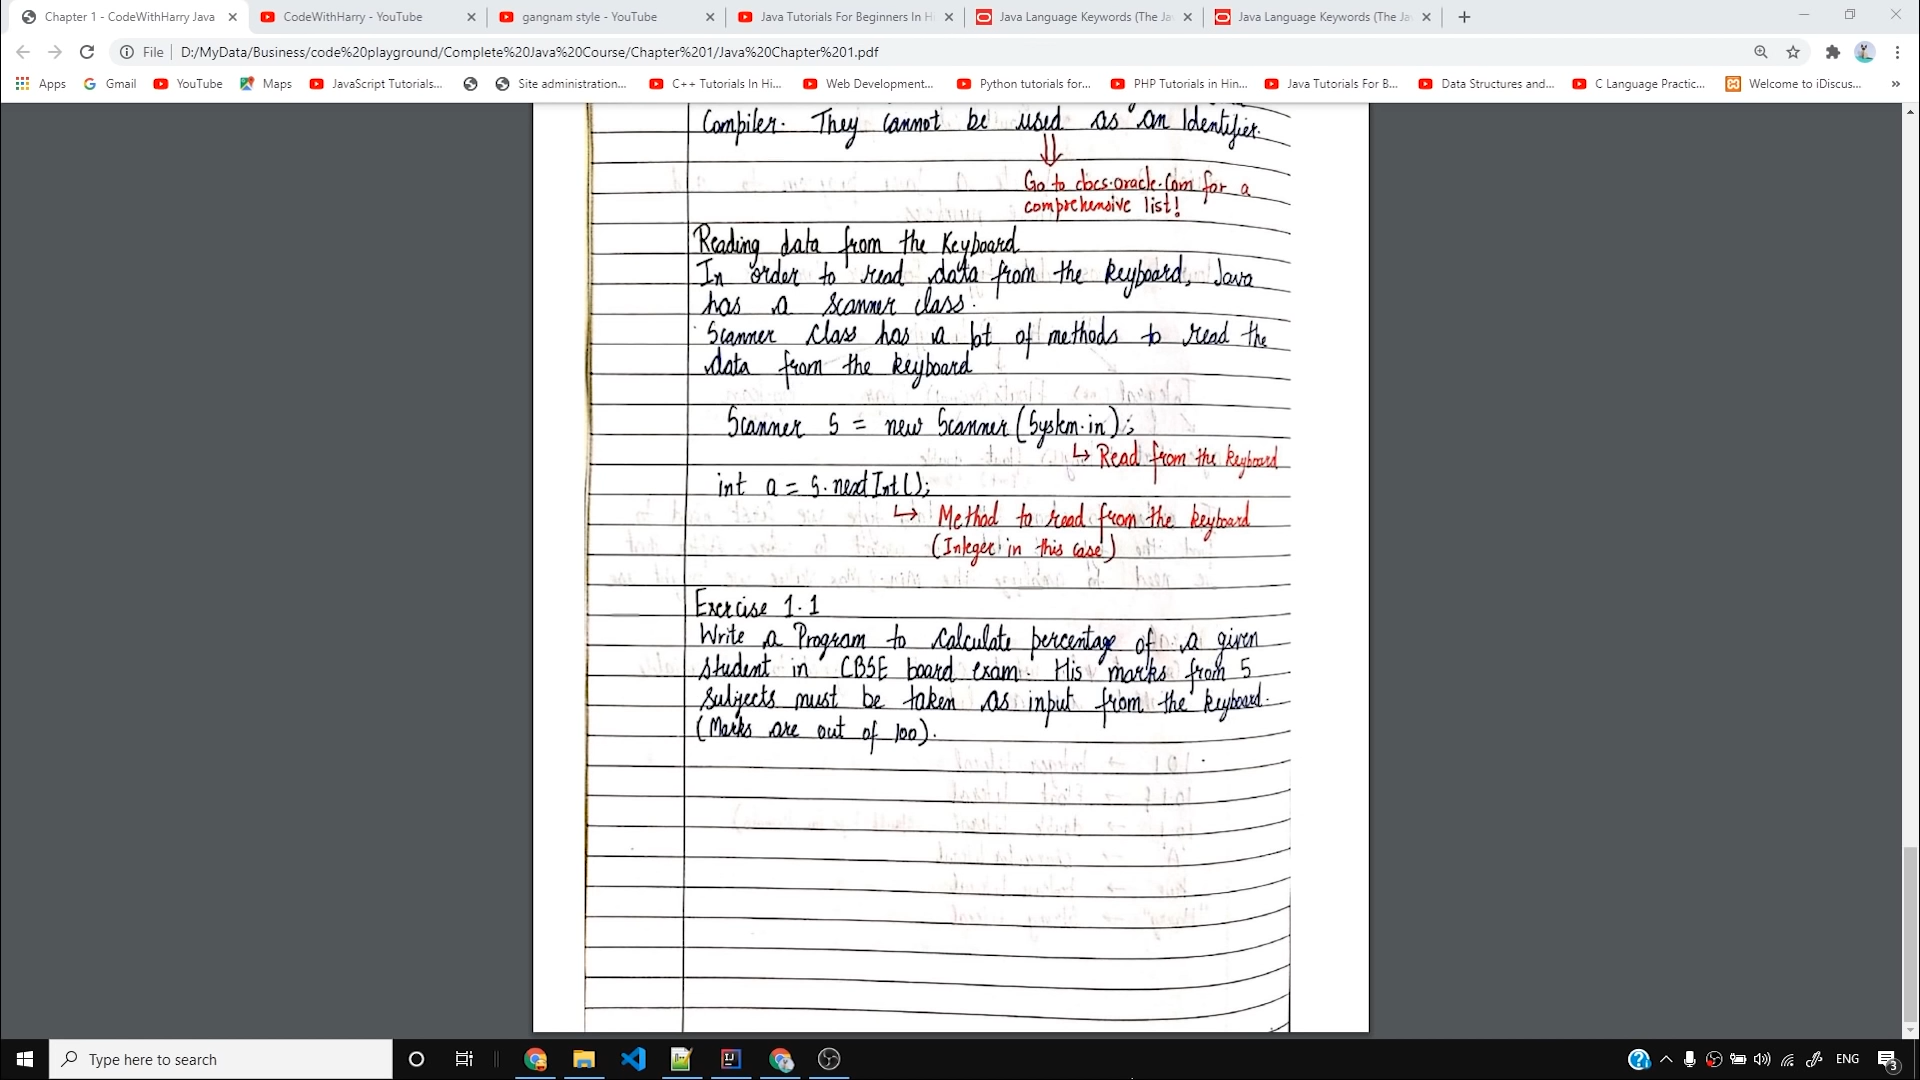 Chapter 1 - CodeWithHarry Java
CodeWithHarry - YouTube
gangnam style - YouTube
Java Tutorials For Beginners In H
Java Language Keywords (The Ja
Java Language Keywords (The Ja
File
D:/MyData/Business/code%20playground/Complete%20Java%20Course/Chapter%201/Java%20Chapter%201.pdf
Apps
Gmail
YouTube
Maps
JavaScript Tutorials...
Site administration...
C++ Tutorials In Hi...
Web Development...
Python tutorials for...
PHP Tutorials in Hin...
Java Tutorials For B...
Data Structures and...
C Language Practic...
Welcome to iDiscus...
»
Compiler. They cannot be used as an Identifier.
Go to docs.oracle.com for a
comprehensive list!
Reading data from the Keyboard
In order to read data from the keyboard, Java
has a scanner class.
Scanner class has a lot of methods to read the
data from the keyboard
Scanner S = new Scanner(System.in);
↳ Read from the keyboard
int a = S.nextInt();
↳ Method to read from the keyboard
(Integer in this case)
Exercise 1.1
Write a Program to calculate percentage of a given
student in CBSE board exam. His marks from 5
subjects must be taken as input from the keyboard.
(Marks are out of 100).
Type here to search
ENG
3